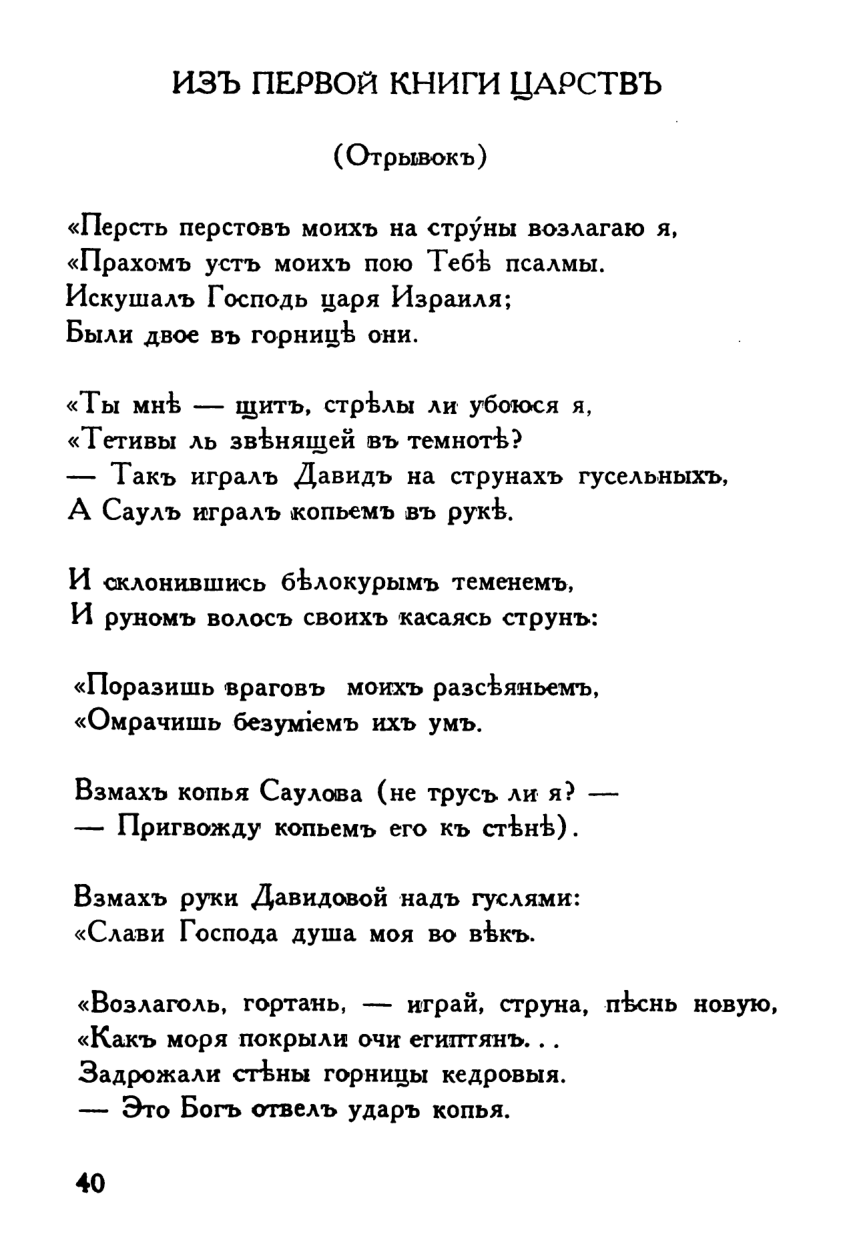 ИЗЪ ПЕРВОЙ КНИГИ ЦАРСТВЪ
(Отрывокъ)
«Персть перстовъ моихъ на стру́ны возлагаю я,
«Прахомъ устъ моихъ пою Тебѣ псалмы.
Искушалъ Господь царя Израиля;
Были двое въ горницѣ они.
«Ты мнѣ — щитъ, стрѣлы ли убоюся я,
«Тетивы ль звѣнящей въ темнотѣ?
— Такъ игралъ Давидъ на струнахъ гусельныхъ,
А Саулъ игралъ копьемъ въ рукѣ.
И склонившись бѣлокурымъ теменемъ,
И руномъ волосъ своихъ касаясь струнъ:
«Поразишь враговъ моихъ разсѣяньемъ,
«Омрачишь безуміемъ ихъ умъ.
Взмахъ копья Саулова (не трусъ ли я? —
— Пригвожду копьемъ его къ стѣнѣ).
Взмахъ руки Давидовой надъ гуслями:
«Слави Господа душа моя во вѣкъ.
«Возлаголь, гортань, — играй, струна, пѣснь новую,
«Какъ моря покрыли очи египтянъ...
Задрожали стѣны горницы кедровыя.
— Это Богъ отвелъ ударъ копья.
40